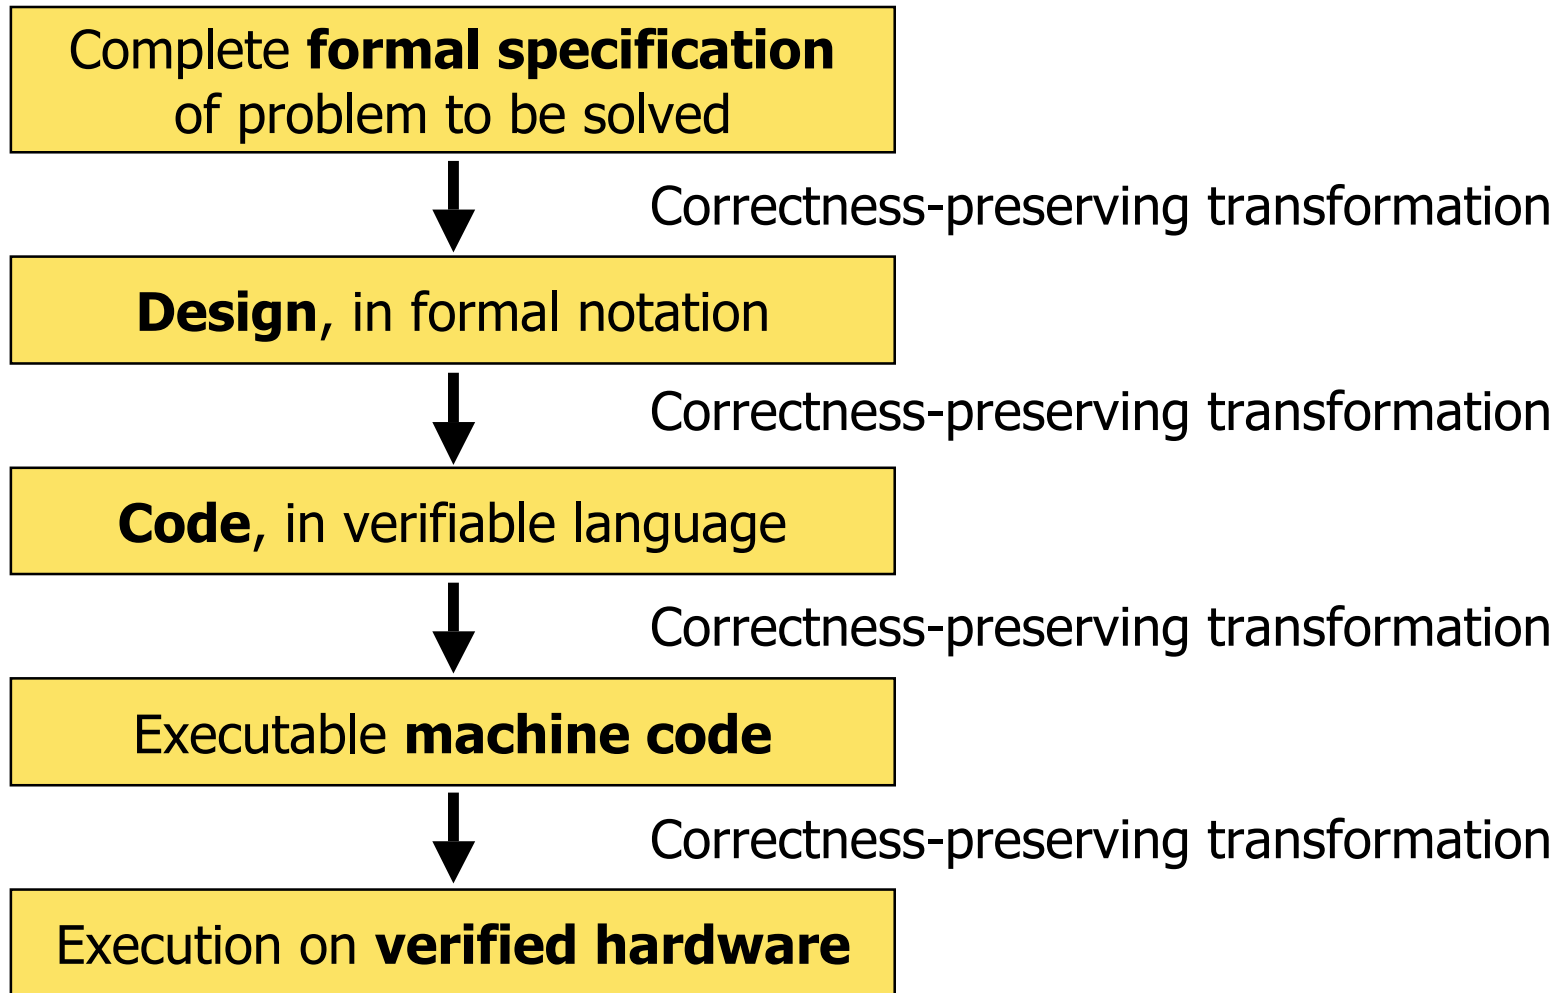 Complete formal specification
of problem to be solved
Correctness-preserving transformation
Design, in formal notation
Correctness-preserving transformation
Code, in verifiable language
Correctness-preserving transformation
Executable machine code
Correctness-preserving transformation
Execution on verified hardware